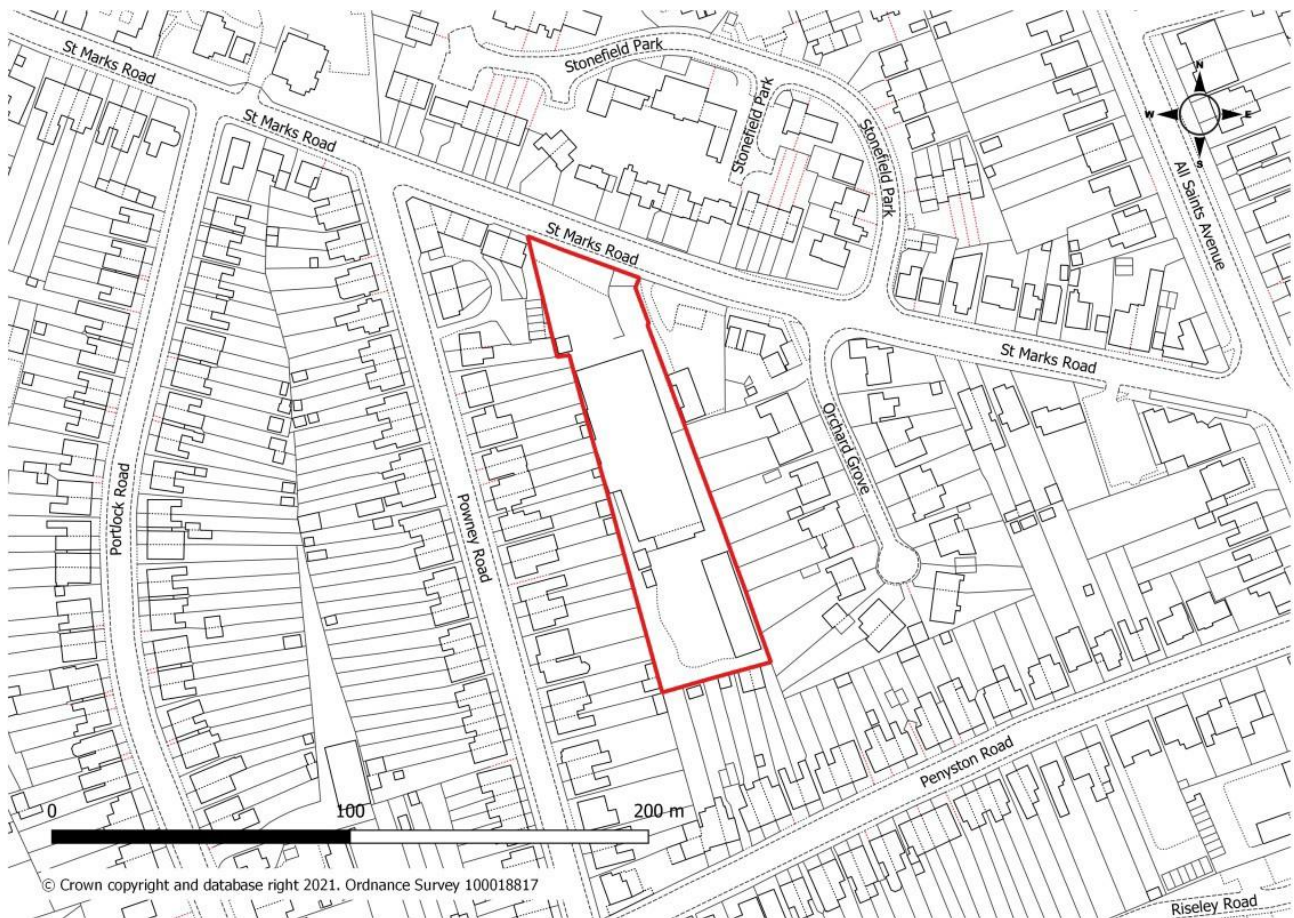 St Marks Road
Stonefield Park
N
W
E
S
St Marks Road
Stonefield Park
Stonefield Park
All Saints Avenue
St Marks Road
St Marks Road
Orchard Grove
Portlock Road
Powney Road
Penyston Road
0
100
200 m
© Crown copyright and database right 2021. Ordnance Survey 100018817
Riseley Road